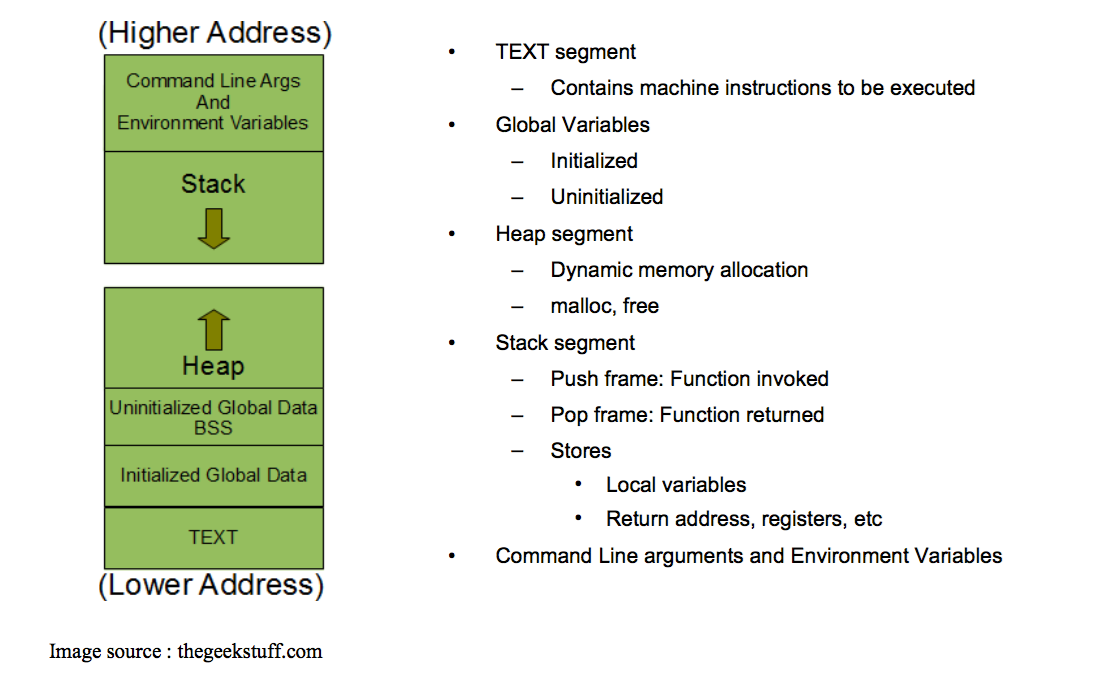 (Higher Address)
Command Line Args
And
Environment Variables
Stack
Heap
Uninitialized Global Data
BSS
Initialized Global Data
TEXT
(Lower Address)
• TEXT segment
– Contains machine instructions to be executed
• Global Variables
– Initialized
– Uninitialized
• Heap segment
– Dynamic memory allocation
– malloc, free
• Stack segment
– Push frame: Function invoked
– Pop frame: Function returned
– Stores
• Local variables
• Return address, registers, etc
• Command Line arguments and Environment Variables
Image source : thegeekstuff.com